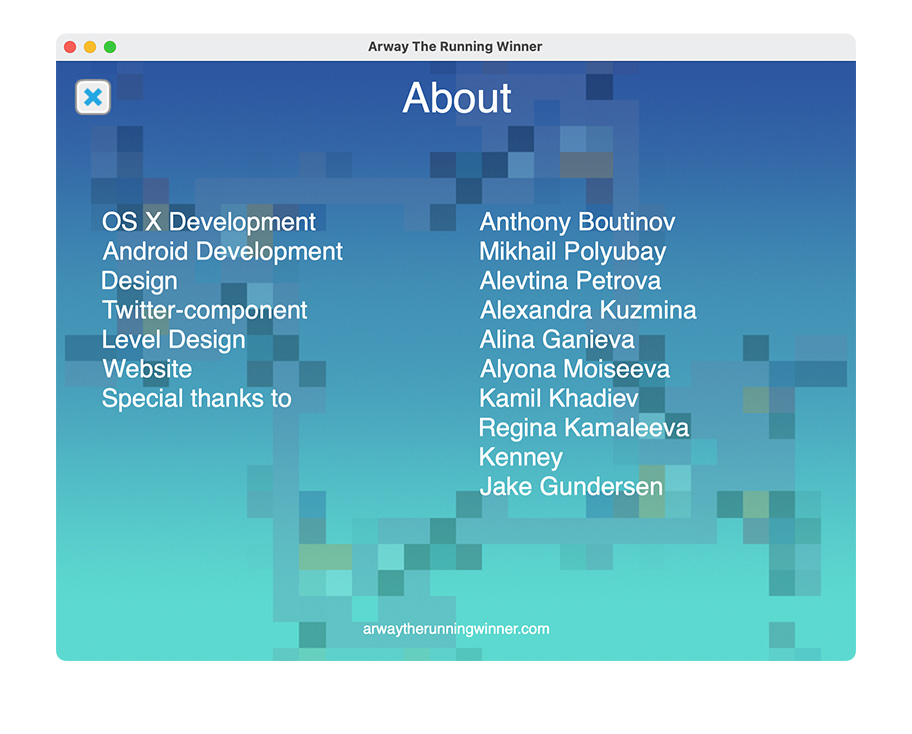 Arway The Running Winner
About
OS X Development Anthony Boutinov
Android Development Mikhail Polyubay
Design Alevtina Petrova
Twitter-component Alexandra Kuzmina
Level Design Alina Ganieva
Website Alyona Moiseeva
Special thanks to Kamil Khadiev
Regina Kamaleeva
Kenney
Jake Gundersen
arwaytherunningwinner.com